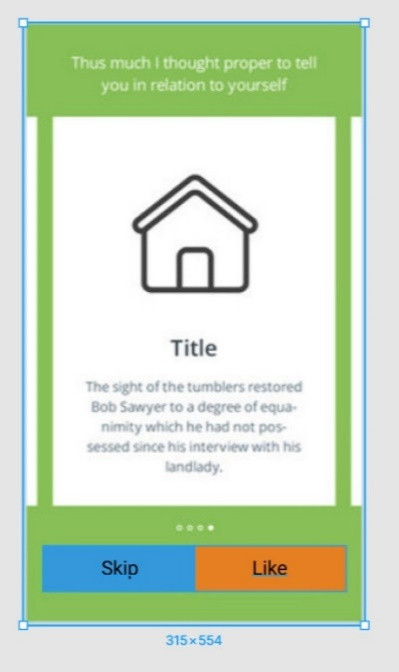 Thus much I thought proper to tell
you in relation to yourself
Title
The sight of the tumblers restored
Bob Sawyer to a degree of equa-
nimity which he had not pos-
sessed since his interview with his
landlady.
Skip
Like
315×554